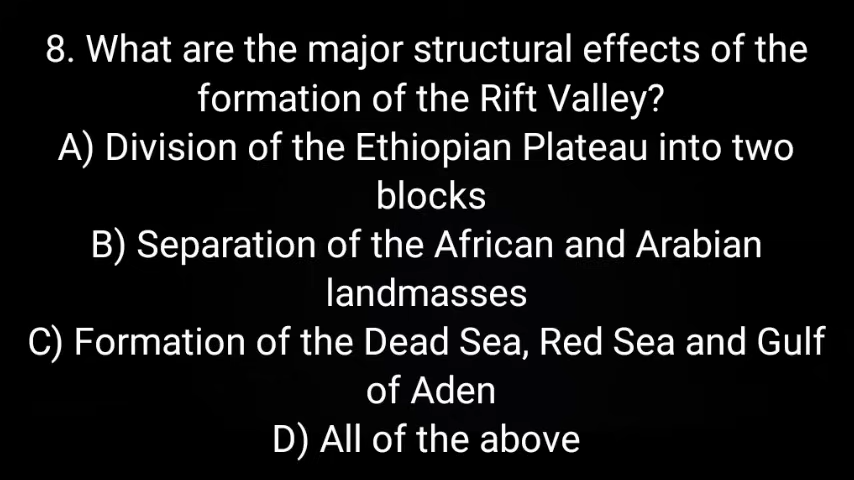 8. What are the major structural effects of the
formation of the Rift Valley?
A) Division of the Ethiopian Plateau into two
blocks
B) Separation of the African and Arabian
landmasses
C) Formation of the Dead Sea, Red Sea and Gulf
of Aden
D) All of the above